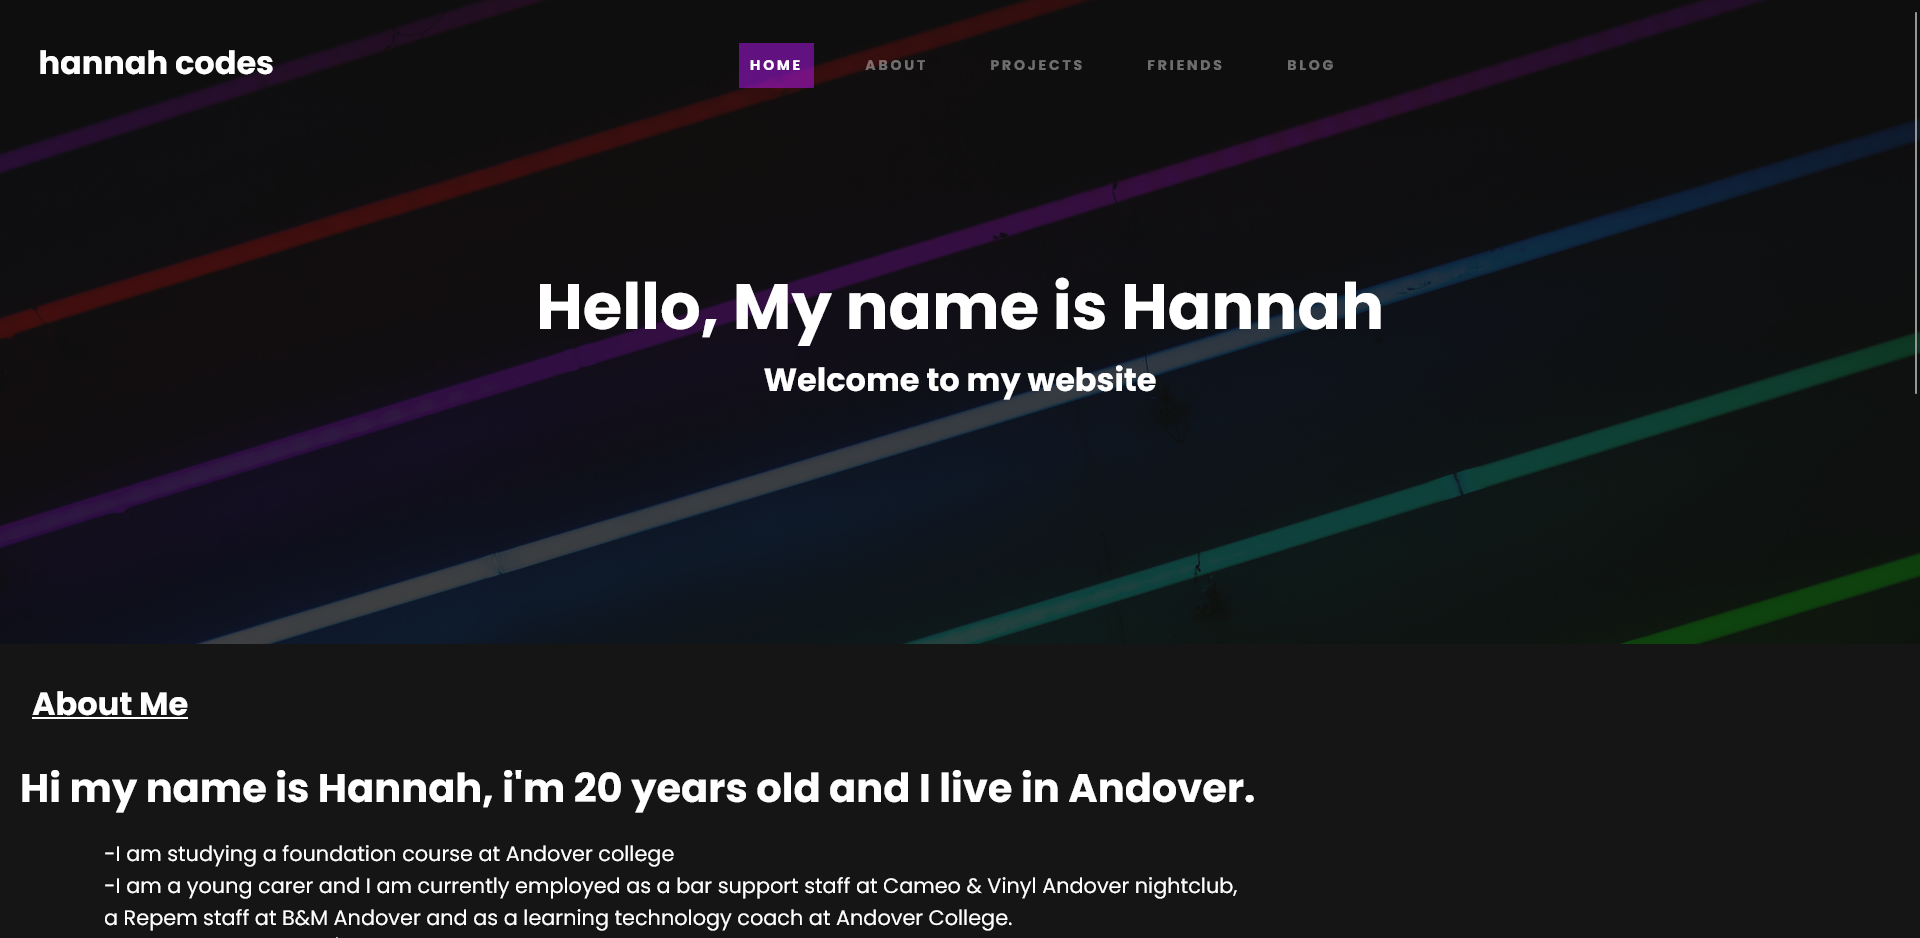 hannah codes
HOME ABOUT PROJECTS FRIENDS BLOG
Hello, My name is Hannah
Welcome to my website
About Me
Hi my name is Hannah, i'm 20 years old and I live in Andover.
-I am studying a foundation course at Andover college
-I am a young carer and I am currently employed as a bar support staff at Cameo & Vinyl Andover nightclub,
a Repem staff at B&M Andover and as a learning technology coach at Andover College.